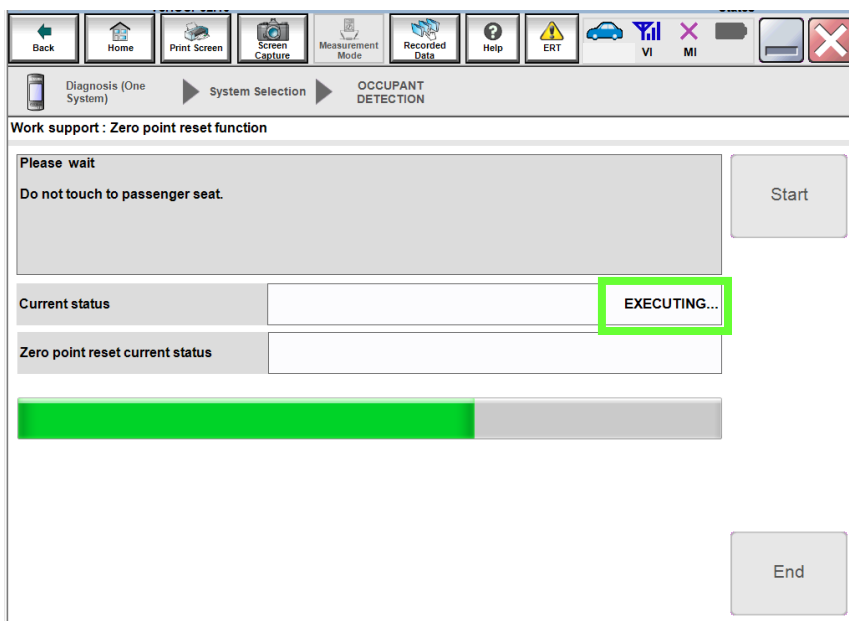 Back
Home
Print Screen
Screen
Capture
Measurement
Mode
Recorded
Data
Help
ERT
VI
MI
Diagnosis (One
System)
System Selection
OCCUPANT
DETECTION
Work support : Zero point reset function
Please wait
Do not touch to passenger seat.
Start
Current status
EXECUTING...
Zero point reset current status
End